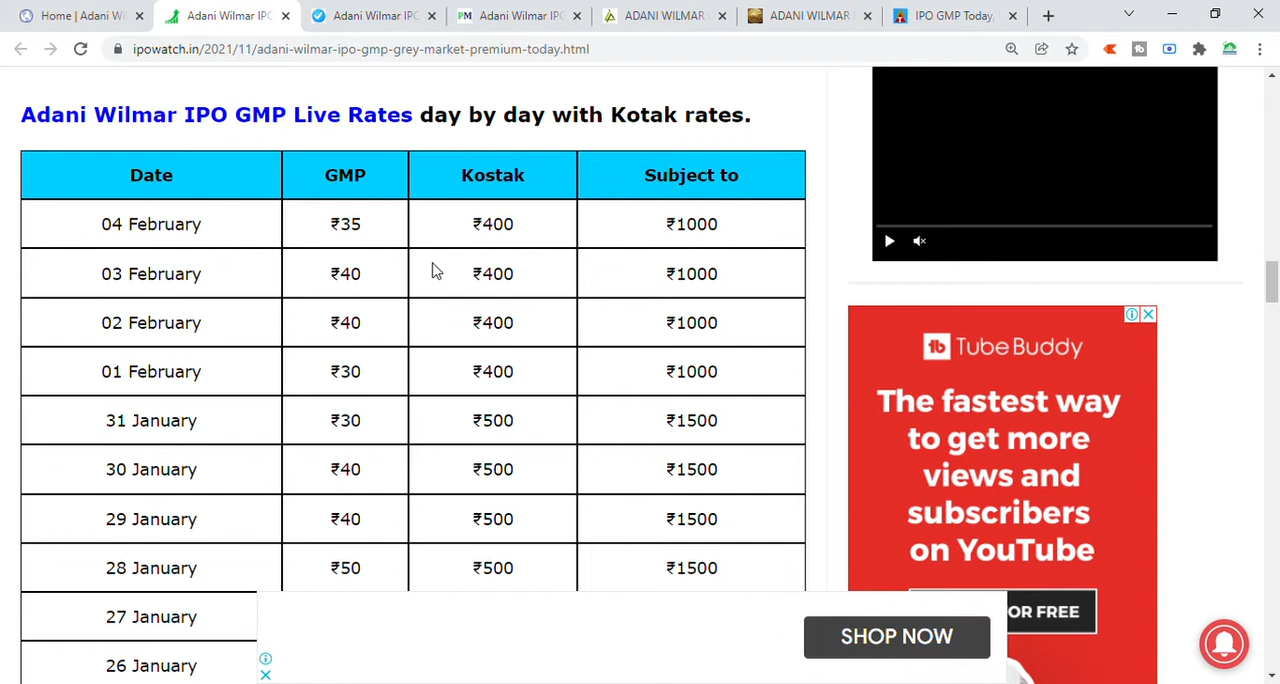 Home | Adani Wi
Adani Wilmar IPO
Adani Wilmar IPO
PM Adani Wilmar IPO
ADANI WILMAR
ADANI WILMAR
IPO GMP Today,
ipowatch.in/2021/11/adani-wilmar-ipo-gmp-grey-market-premium-today.html
Adani Wilmar IPO GMP Live Rates day by day with Kotak rates.
Date GMP Kostak Subject to
04 February ₹35 ₹400 ₹1000
03 February ₹40 ₹400 ₹1000
02 February ₹40 ₹400 ₹1000
01 February ₹30 ₹400 ₹1000
31 January ₹30 ₹500 ₹1500
30 January ₹40 ₹500 ₹1500
29 January ₹40 ₹500 ₹1500
28 January ₹50 ₹500 ₹1500
27 January
26 January
tb TubeBuddy
The fastest way
to get more
views and
subscribers
on YouTube
OR FREE
SHOP NOW